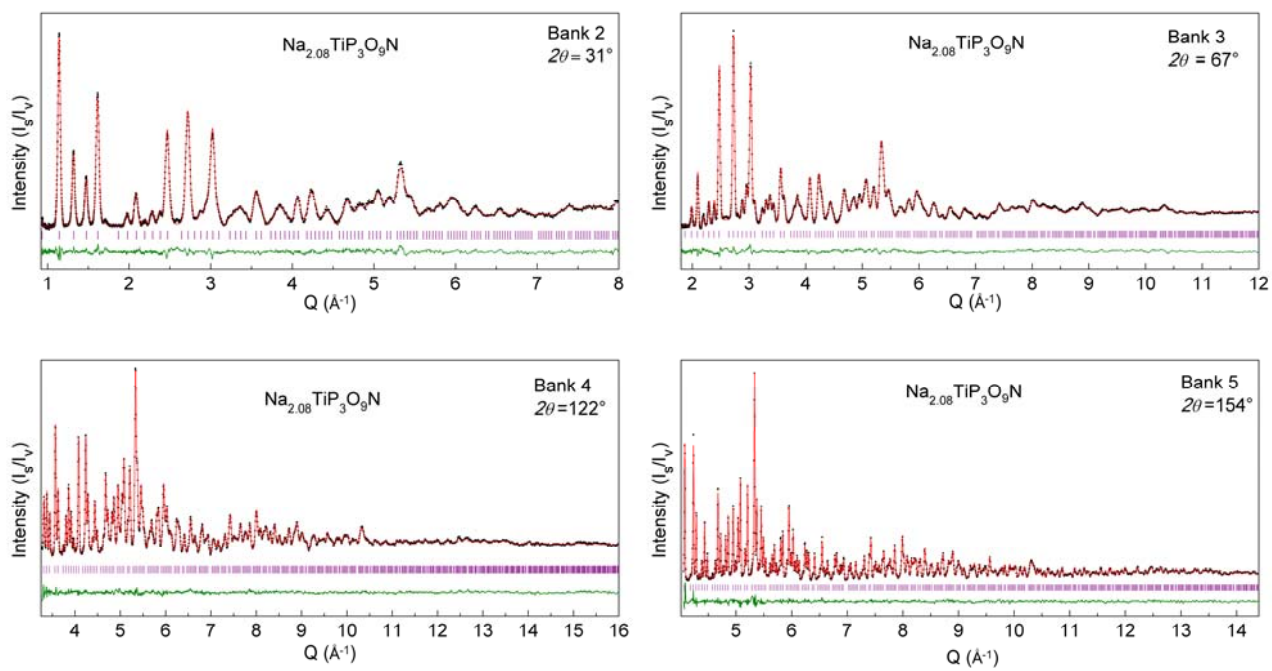 Na2.08TiP3O9N
Bank 2
2θ = 31°
Intensity (IS/IV)
1 2 3 4 5 6 7 8
Q (Å-1)
Na2.08TiP3O9N
Bank 3
2θ = 67°
Intensity (IS/IV)
2 3 4 5 6 7 8 9 10 11 12
Q (Å-1)
Na2.08TiP3O9N
Bank 4
2θ =122°
Intensity (IS/IV)
4 5 6 7 8 9 10 11 12 13 14 15 16
Q (Å-1)
Na2.08TiP3O9N
Bank 5
2θ =154°
Intensity (IS/IV)
5 6 7 8 9 10 11 12 13 14
Q (Å-1)